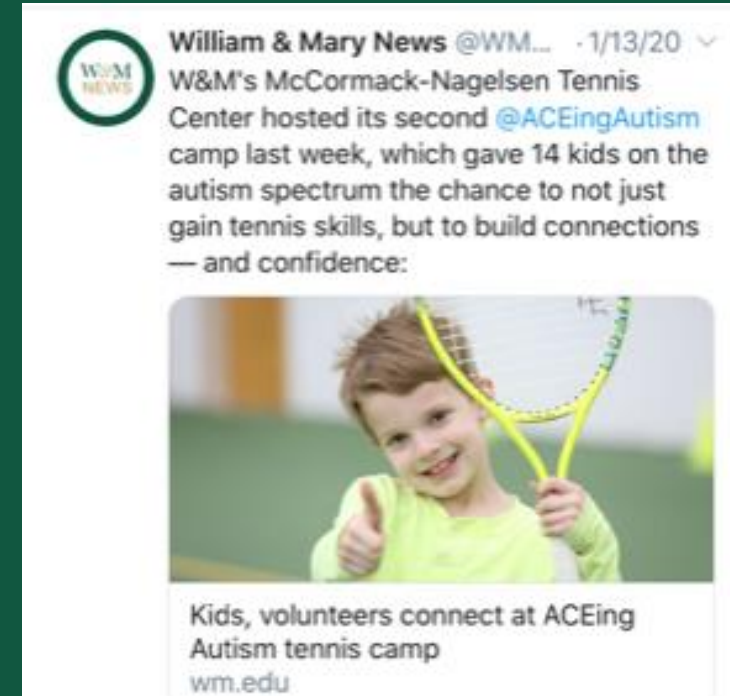 William & Mary News @WM... · 1/13/20
W&M
NEWS
W&M's McCormack-Nagelsen Tennis
Center hosted its second @ACEingAutism
camp last week, which gave 14 kids on the
autism spectrum the chance to not just
gain tennis skills, but to build connections
— and confidence:
Kids, volunteers connect at ACEing
Autism tennis camp
wm.edu